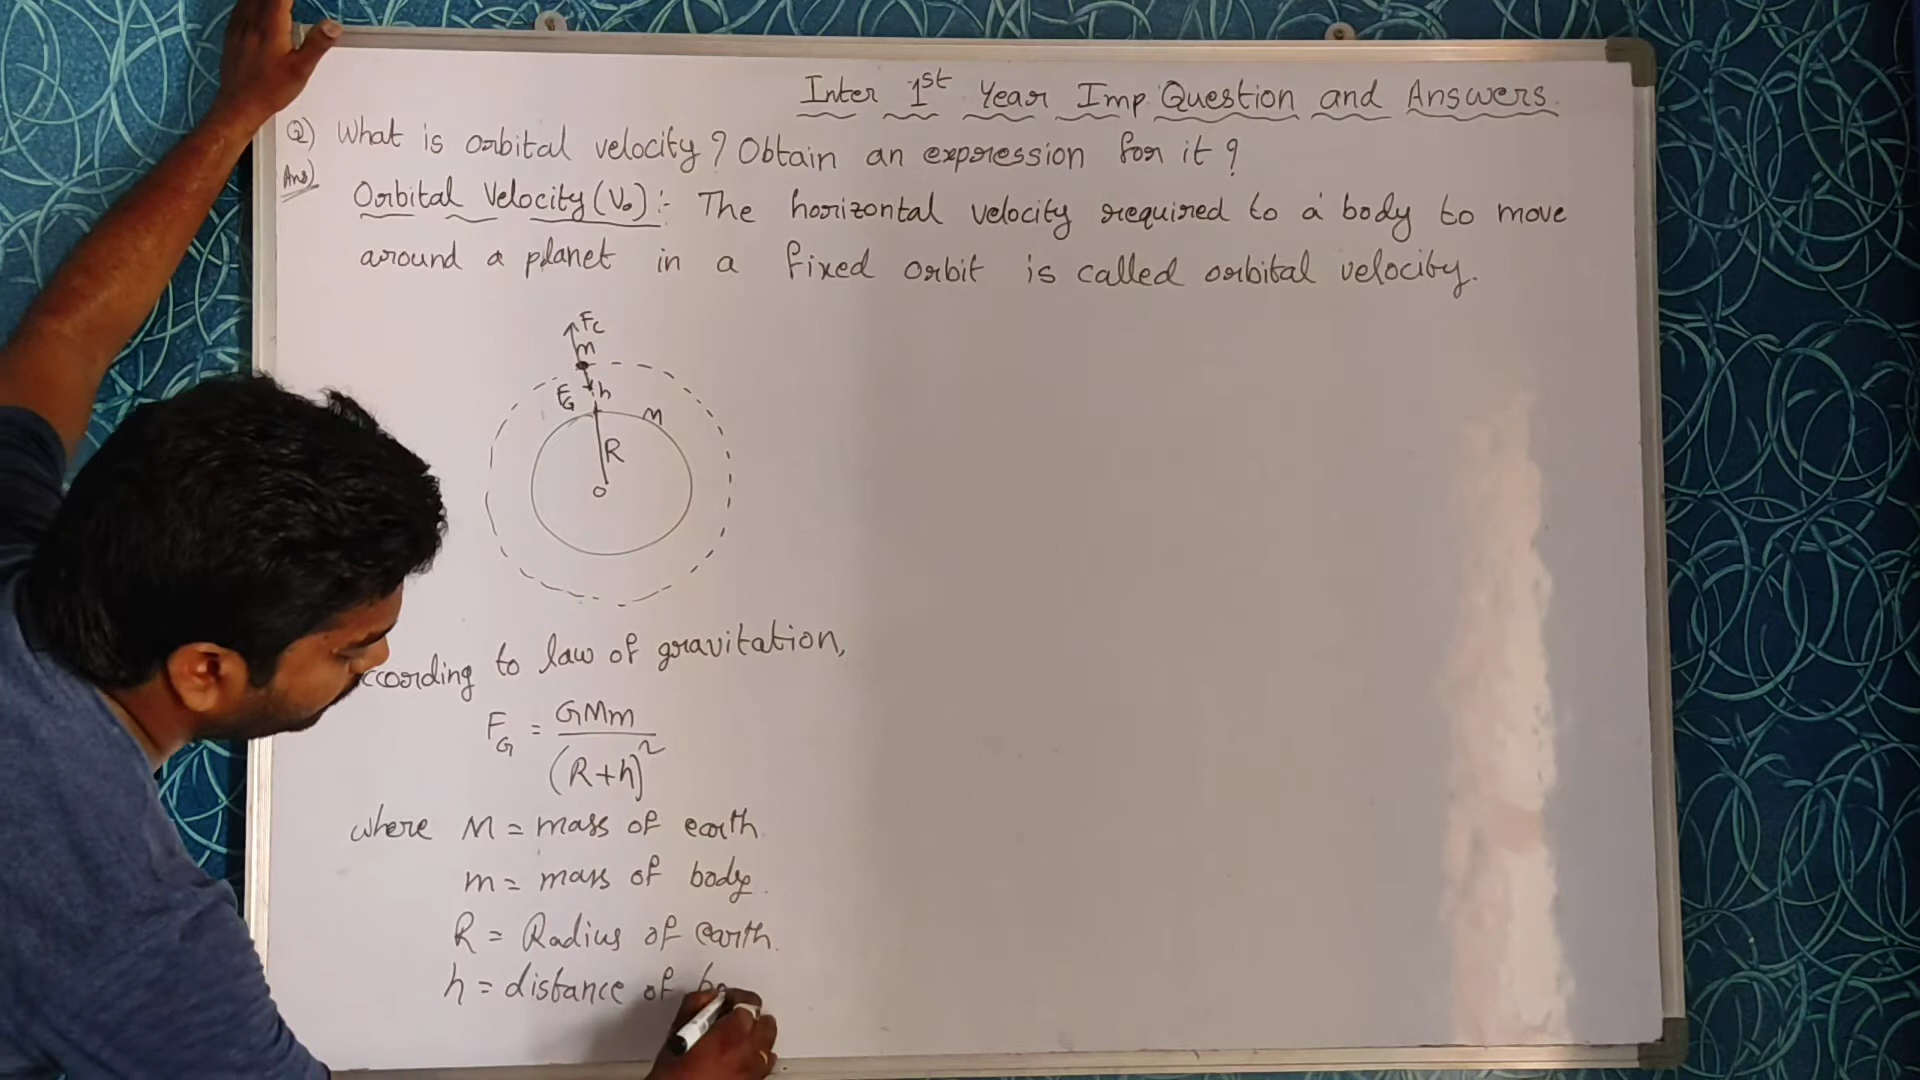 Inter 1st Year Imp Question and Answers.
Q) What is orbital velocity? Obtain an expression for it?
Ans) Orbital Velocity (V₀):- The horizontal velocity required to a body to move
around a planet in a fixed orbit is called orbital velocity.
Fc
m
FG h
M
R
o
ccording to law of gravitation,
F_G = GMm / (R+h)²
where M = mass of earth.
m = mass of body.
R = Radius of earth.
h = distance of bo